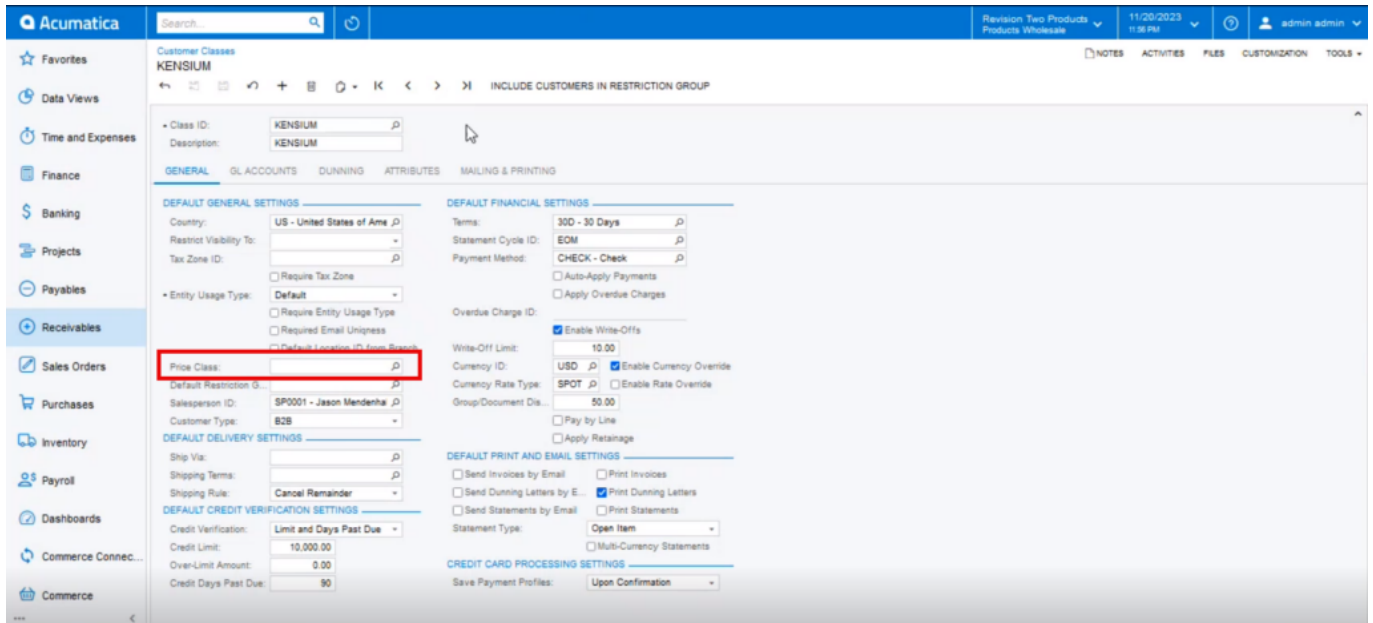 Acumatica
Search...
Revision Two Products
Products Wholesale
11/20/2023
11:56 PM
admin admin
Favorites
Data Views
Time and Expenses
Finance
Banking
Projects
Payables
Receivables
Sales Orders
Purchases
Inventory
Payroll
Dashboards
Commerce Connec...
Commerce
Customer Classes
KENSIUM
NOTES ACTIVITIES FILES CUSTOMIZATION TOOLS
INCLUDE CUSTOMERS IN RESTRICTION GROUP
Class ID: KENSIUM
Description: KENSIUM
GENERAL GL ACCOUNTS DUNNING ATTRIBUTES MAILING & PRINTING
DEFAULT GENERAL SETTINGS
Country: US - United States of Ame
Restrict Visibility To:
Tax Zone ID:
Require Tax Zone
Entity Usage Type: Default
Require Entity Usage Type
Required Email Uniqness
Default Location ID from Branch
Price Class:
Default Restriction G...
Salesperson ID: SP0001 - Jason Mendenhal
Customer Type: B2B
DEFAULT DELIVERY SETTINGS
Ship Via:
Shipping Terms:
Shipping Rule: Cancel Remainder
DEFAULT CREDIT VERIFICATION SETTINGS
Credit Verification: Limit and Days Past Due
Credit Limit: 10,000.00
Over-Limit Amount: 0.00
Credit Days Past Due: 90
DEFAULT FINANCIAL SETTINGS
Terms: 30D - 30 Days
Statement Cycle ID: EOM
Payment Method: CHECK - Check
Auto-Apply Payments
Apply Overdue Charges
Overdue Charge ID:
Enable Write-Offs
Write-Off Limit: 10.00
Currency ID: USD Enable Currency Override
Currency Rate Type: SPOT Enable Rate Override
Group/Document Dis... 50.00
Pay by Line
Apply Retainage
DEFAULT PRINT AND EMAIL SETTINGS
Send Invoices by Email Print Invoices
Send Dunning Letters by E... Print Dunning Letters
Send Statements by Email Print Statements
Statement Type: Open Item
Multi-Currency Statements
CREDIT CARD PROCESSING SETTINGS
Save Payment Profiles: Upon Confirmation